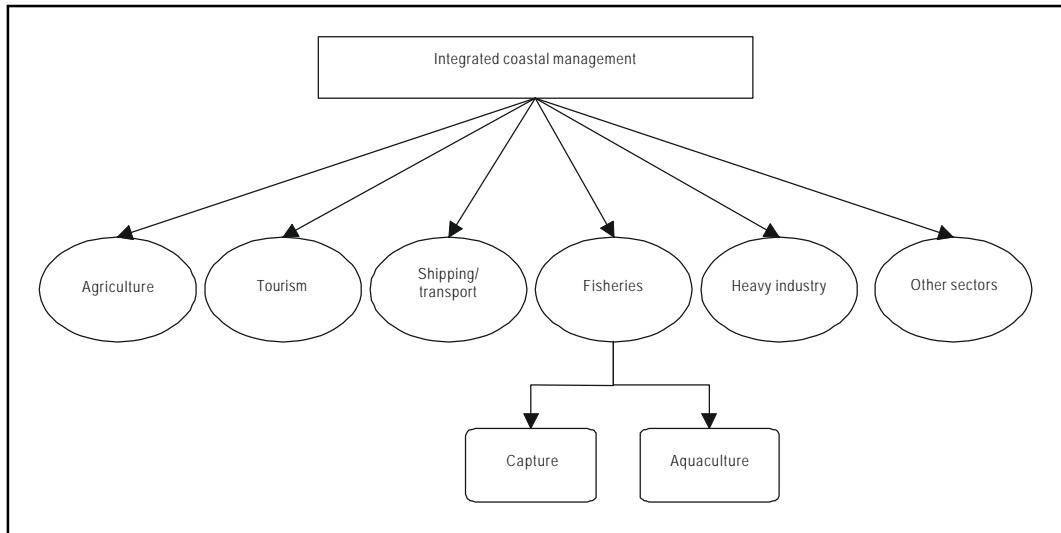 Integrated coastal management
Agriculture
Tourism
Shipping/
transport
Fisheries
Heavy industry
Other sectors
Capture
Aquaculture